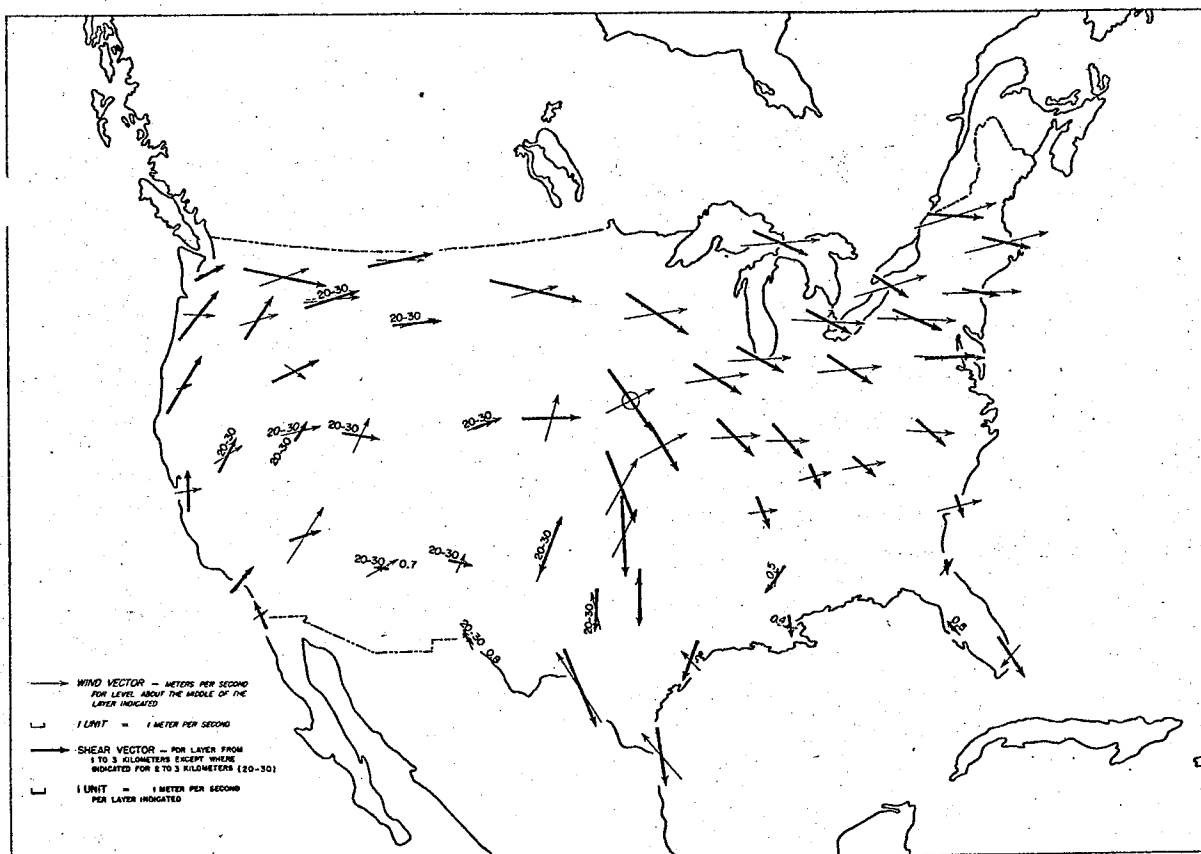 20-30
20-30
20-30
20-30
20-30
20-30
20-30
20-30
20-30
20-30 0.7
20-30
0.5
20-30
0.4
0.5
20-30
0.8
WIND VECTOR — METERS PER SECOND
FOR LEVEL ABOUT THE MIDDLE OF THE
LAYER INDICATED
1 UNIT = 1 METER PER SECOND
SHEAR VECTOR — FOR LAYER FROM
1 TO 3 KILOMETERS EXCEPT WHERE
INDICATED FOR 2 TO 3 KILOMETERS (20-30)
1 UNIT = 1 METER PER SECOND
PER LAYER INDICATED